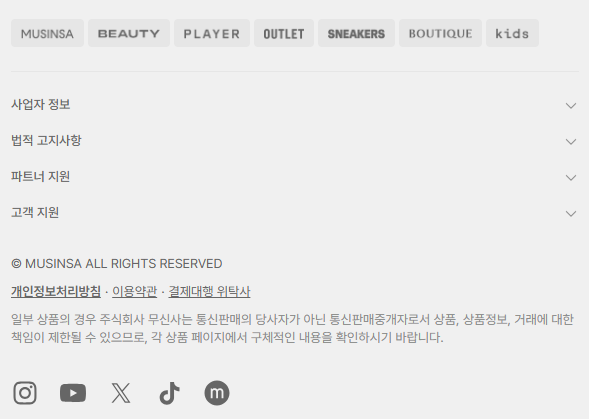 MUSINSA BEAUTY PLAYER OUTLET SNEAKERS BOUTIQUE kids
사업자 정보
법적 고지사항
파트너 지원
고객 지원
© MUSINSA ALL RIGHTS RESERVED
개인정보처리방침 · 이용약관 · 결제대행 위탁사
일부 상품의 경우 주식회사 무신사는 통신판매의 당사자가 아닌 통신판매중개자로서 상품, 상품정보, 거래에 대한
책임이 제한될 수 있으므로, 각 상품 페이지에서 구체적인 내용을 확인하시기 바랍니다.
m